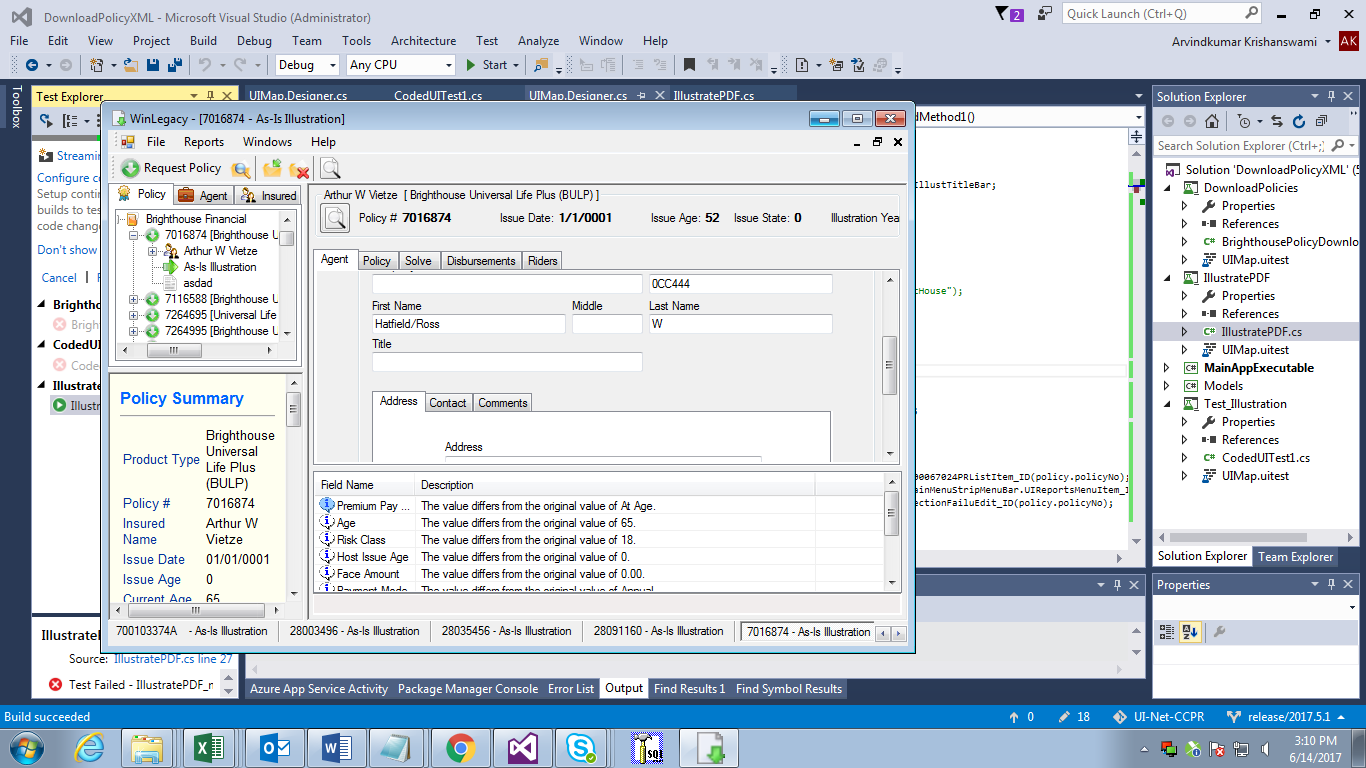 DownloadPolicyXML - Microsoft Visual Studio (Administrator)
2
Quick Launch (Ctrl+Q)
File Edit View Project Build Debug Team Tools Architecture Test Analyze Window Help
Arvindkumar Krishanswami AK
Debug Any CPU Start
Toolbox
Test Explorer
UIMap.Designer.cs CodedUITest1.cs UIMap.Designer.cs IllustratePDF.cs
Streamin
Configure c
Setup contin
builds to tes
code change
Don't show
Cancel
Brighth
Brigh
CodedUI
Code
Illustrate
Illust
WinLegacy - [7016874 - As-Is Illustration]
File Reports Windows Help
Request Policy
Policy Agent Insured
Brighthouse Financial
7016874 [Brighthouse U
Arthur W Vietze
As-Is Illustration
asdad
7116588 [Brighthouse U
7264695 [Universal Life
7264995 [Brighthouse U
Policy Summary
Product Type Brighthouse Universal Life Plus (BULP)
Policy # 7016874
Insured Name Arthur W Vietze
Issue Date 01/01/0001
Issue Age 0
Current Age 65
Arthur W Vietze [ Brighthouse Universal Life Plus (BULP) ]
Policy # 7016874 Issue Date: 1/1/0001 Issue Age: 52 Issue State: 0 Illustration Yea
Agent Policy Solve Disbursements Riders
0CC444
First Name Middle Last Name
Hatfield/Ross W
Title
Address Contact Comments
Address
Field Name Description
Premium Pay ... The value differs from the original value of At Age.
Age The value differs from the original value of 65.
Risk Class The value differs from the original value of 18.
Host Issue Age The value differs from the original value of 0.
Face Amount The value differs from the original value of 0.00.
Payment Mode The value differs from the original value of Annual.
700103374A - As-Is Illustration 28003496 - As-Is Illustration 28035456 - As-Is Illustration 28091160 - As-Is Illustration 7016874 - As-Is Illustration
dMethod1()
IllustTitleBar;
tHouse");
00067024PRListItem_ID(policy.policyNo);
ainMenuStripMenuBar.UIReportsMenuItem_I
ectionFailuEdit_ID(policy.policyNo);
Solution Explorer
Search Solution Explorer (Ctrl+;)
Solution 'DownloadPolicyXML' (5
DownloadPolicies
Properties
References
BrighthousePolicyDownlo
UIMap.uitest
IllustratePDF
Properties
References
IllustratePDF.cs
UIMap.uitest
MainAppExecutable
Models
Test_Illustration
Properties
References
CodedUITest1.cs
UIMap.uitest
Solution Explorer Team Explorer
Properties
IllustrateP
Source: IllustratePDF.cs line 27
Test Failed - IllustratePDF_m
Azure App Service Activity Package Manager Console Error List Output Find Results 1 Find Symbol Results
Build succeeded
0 18 UI-Net-CCPR release/2017.5.1
3:10 PM
6/14/2017